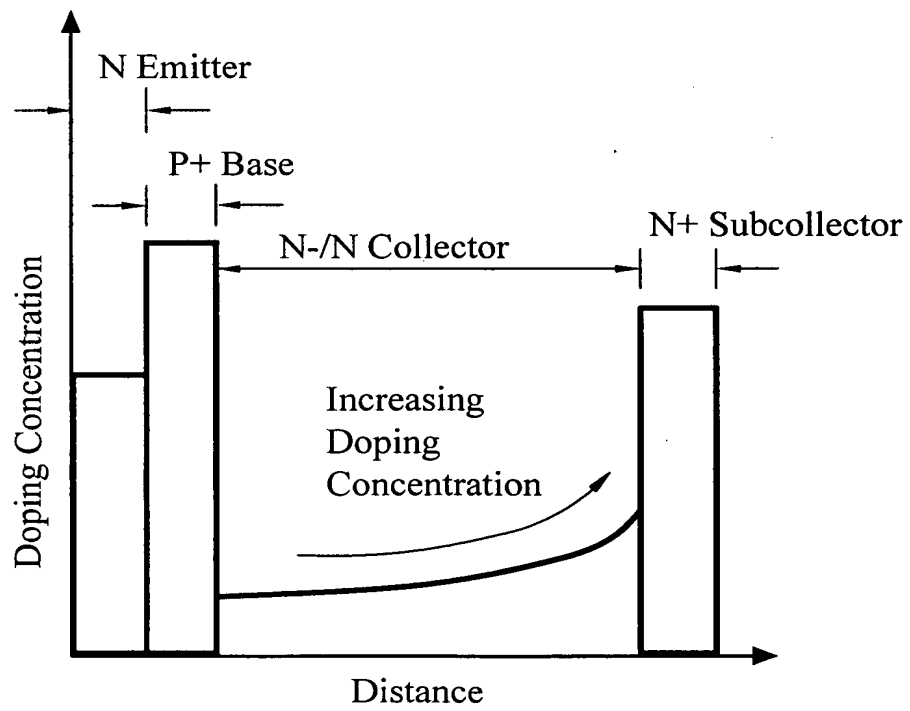 N Emitter
P+ Base
N-/N Collector
N+ Subcollector
Doping Concentration
Increasing
Doping
Concentration
Distance